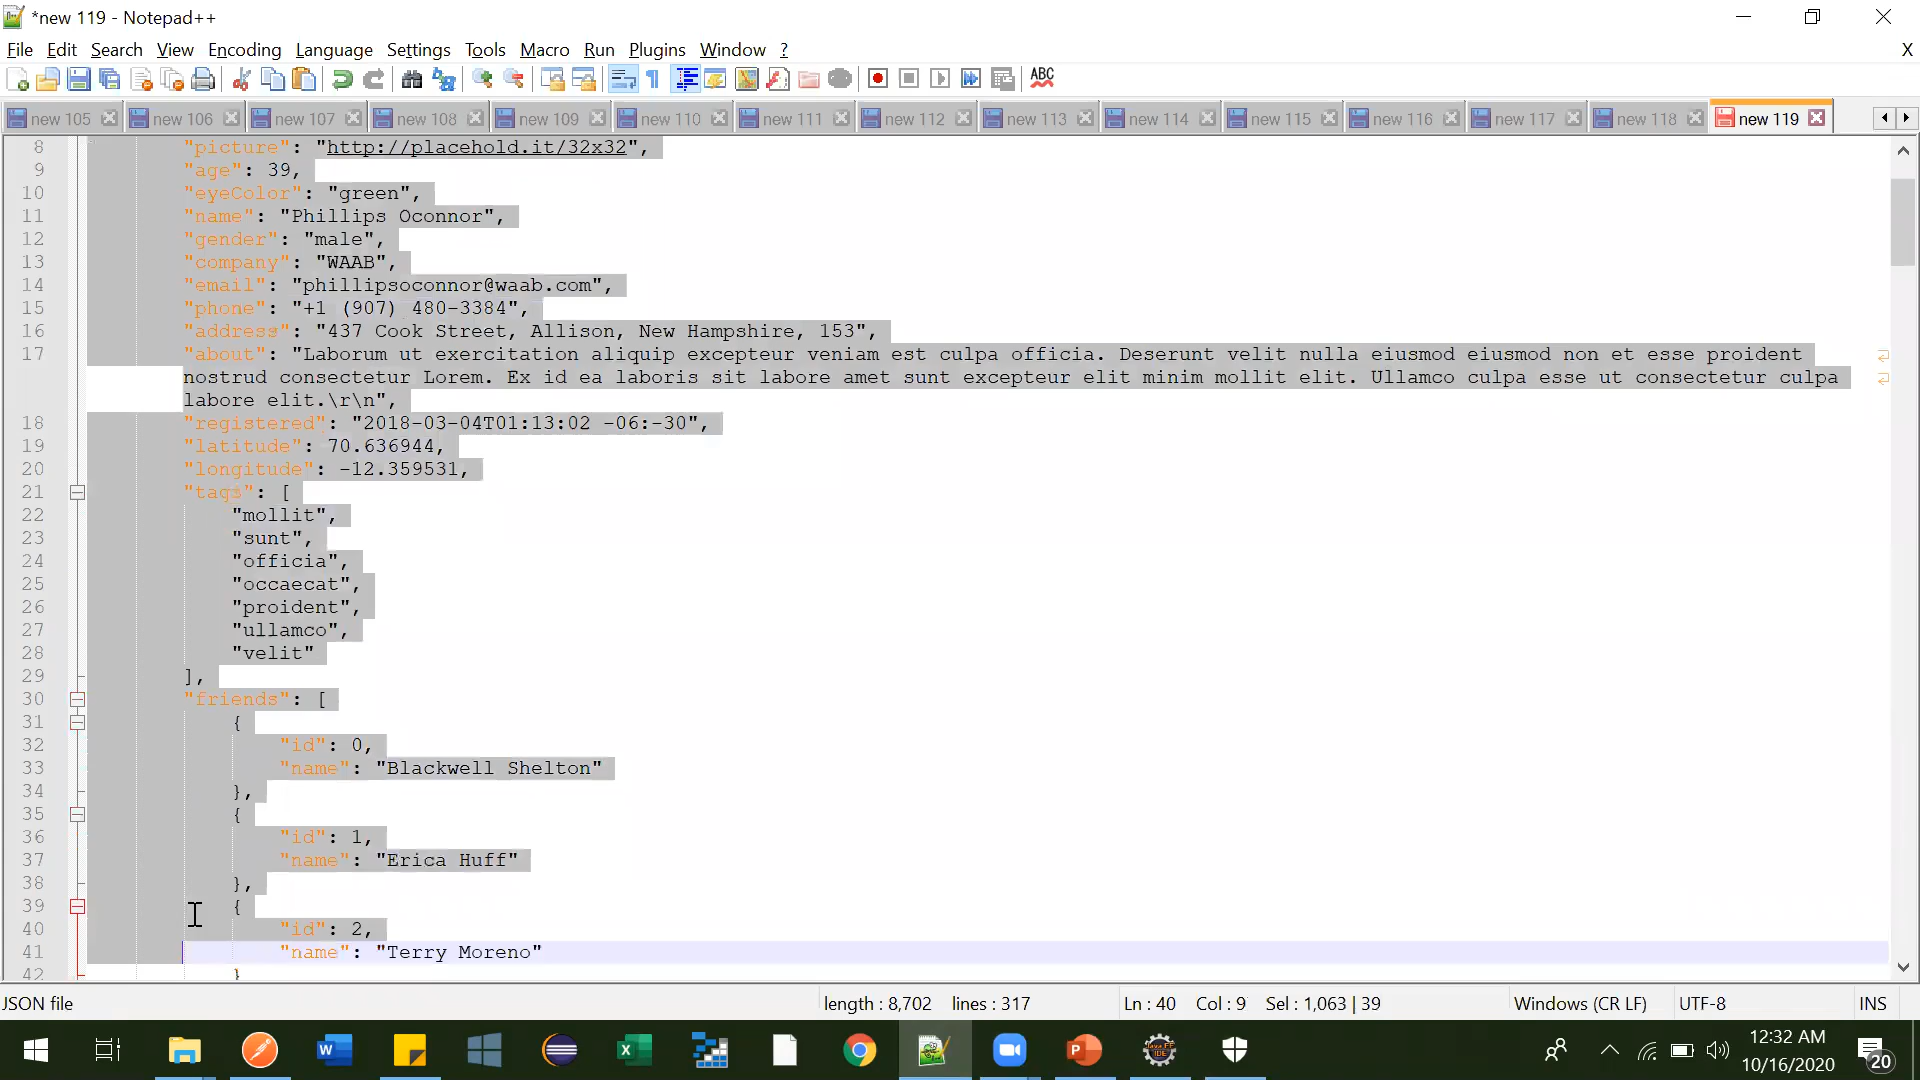 *new 119 - Notepad++
File Edit Search View Encoding Language Settings Tools Macro Run Plugins Window ? X
ABC
new 105 new 106 new 107 new 108 new 109 new 110 new 111 new 112 new 113 new 114 new 115 new 116 new 117 new 118 new 119
8 "picture": "http://placehold.it/32x32",
9 "age": 39,
10 "eyeColor": "green",
11 "name": "Phillips Oconnor",
12 "gender": "male",
13 "company": "WAAB",
14 "email": "phillipsoconnor@waab.com",
15 "phone": "+1 (907) 480-3384",
16 "address": "437 Cook Street, Allison, New Hampshire, 153",
17 "about": "Laborum ut exercitation aliquip excepteur veniam est culpa officia. Deserunt velit nulla eiusmod eiusmod non et esse proident
nostrud consectetur Lorem. Ex id ea laboris sit labore amet sunt excepteur elit minim mollit elit. Ullamco culpa esse ut consectetur culpa
labore elit.\r\n",
18 "registered": "2018-03-04T01:13:02 -06:-30",
19 "latitude": 70.636944,
20 "longitude": -12.359531,
21 "tags": [
22 "mollit",
23 "sunt",
24 "officia",
25 "occaecat",
26 "proident",
27 "ullamco",
28 "velit"
29 ],
30 "friends": [
31 {
32 "id": 0,
33 "name": "Blackwell Shelton"
34 },
35 {
36 "id": 1,
37 "name": "Erica Huff"
38 },
39 {
40 "id": 2,
41 "name": "Terry Moreno"
42 }
JSON file length : 8,702 lines : 317 Ln : 40 Col : 9 Sel : 1,063 | 39 Windows (CR LF) UTF-8 INS
12:32 AM
10/16/2020
20